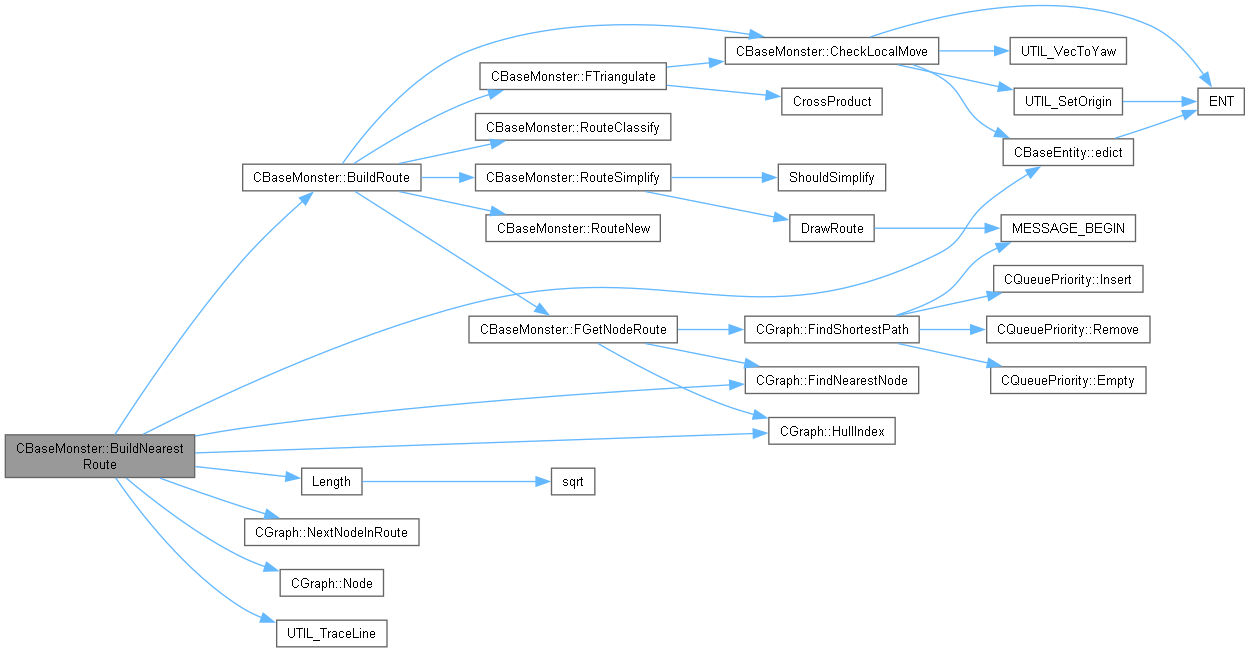 CBaseMonster::CheckLocalMove
UTIL_VecToYaw
CBaseMonster::FTriangulate
CrossProduct
UTIL_SetOrigin
ENT
CBaseMonster::RouteClassify
CBaseEntity::edict
CBaseMonster::BuildRoute
CBaseMonster::RouteSimplify
ShouldSimplify
CBaseMonster::RouteNew
DrawRoute
MESSAGE_BEGIN
CQueuePriority::Insert
CBaseMonster::FGetNodeRoute
CGraph::FindShortestPath
CQueuePriority::Remove
CGraph::FindNearestNode
CQueuePriority::Empty
CGraph::HullIndex
CBaseMonster::BuildNearest
Route
Length
sqrt
CGraph::NextNodeInRoute
CGraph::Node
UTIL_TraceLine